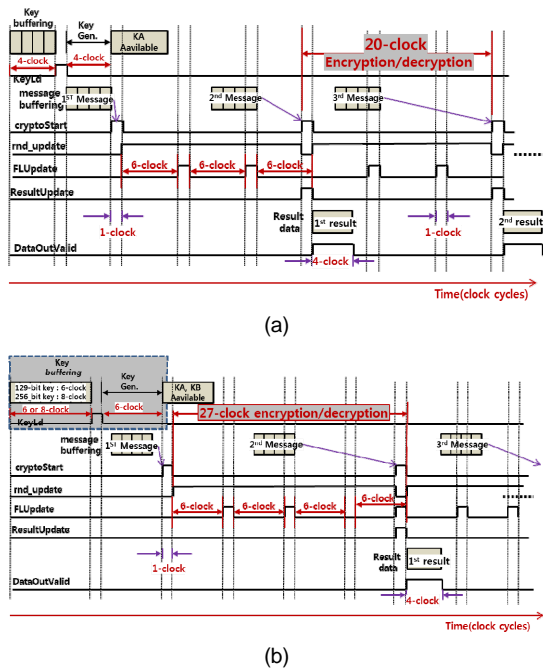 Key
buffering
Key
Gen.
KA
Aavailable
20-clock
Encryption/decryption
4-clock
4-clock
KeyLd
message
buffering
1ST Message
2nd Message
3rd Message
cryptoStart
rnd_update
6-clock
6-clock
6-clock
FLUpdate
ResultUpdate
1-clock
Result
data
1st result
1-clock
2nd result
DataOutValid
4-clock
Time(clock cycles)
(a)
Key
buffering
129-bit key : 6-clock
256_bit key : 8-clock
Key
Gen.
KA, KB
Aavailable
6 or 8-clock
6-clock
27-clock encryption/decryption
KeyLd
message
buffering
1ST Message
2nd Message
3rd Message
cryptoStart
rnd_update
6-clock
FLUpdate
6-clock
6-clock
6-clock
ResultUpdate
1-clock
Result
data
1st result
DataOutValid
4-clock
Time(clock cycles)
(b)